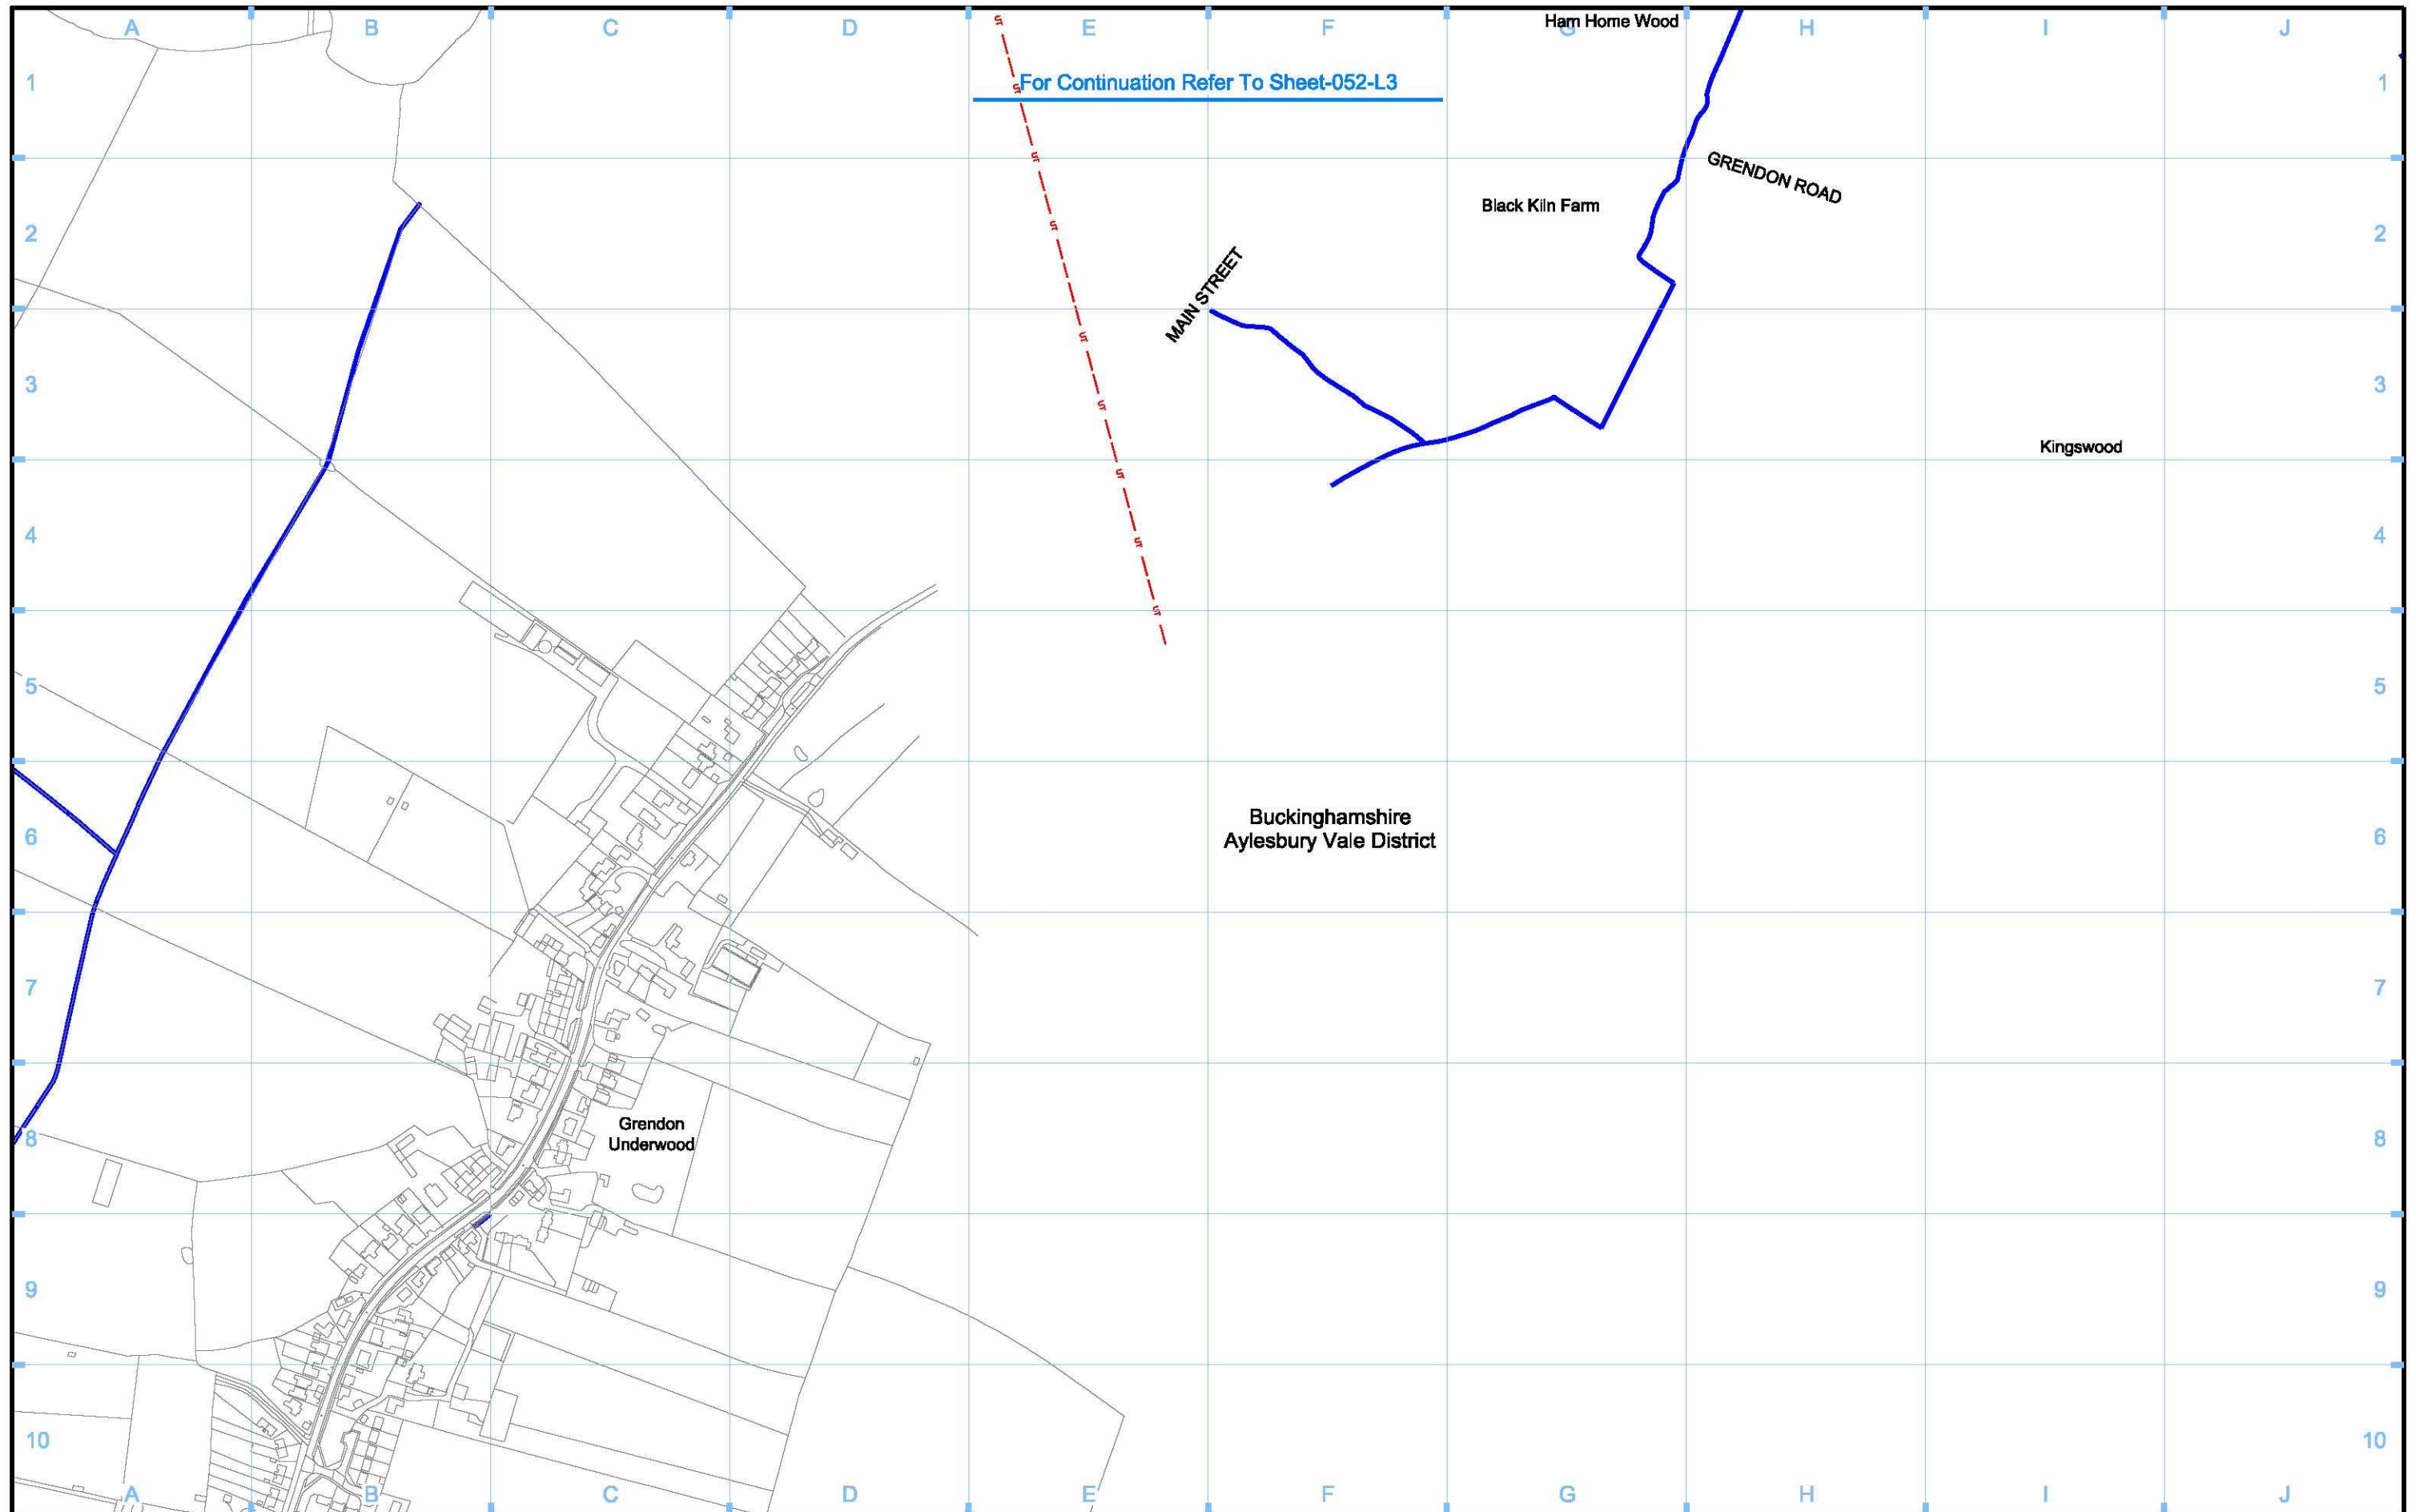 A B C D E F G H I J
Ham Home Wood
1 For Continuation Refer To Sheet-052-L3 1
GRENDON ROAD
Black Kiln Farm
2 2
MAIN STREET
3 3
Kingswood
4 4
5 5
Buckinghamshire
6 6
Aylesbury Vale District
7 7
Grendon
8 8
Underwood
9 9
10 10
A B C D E F G H I J